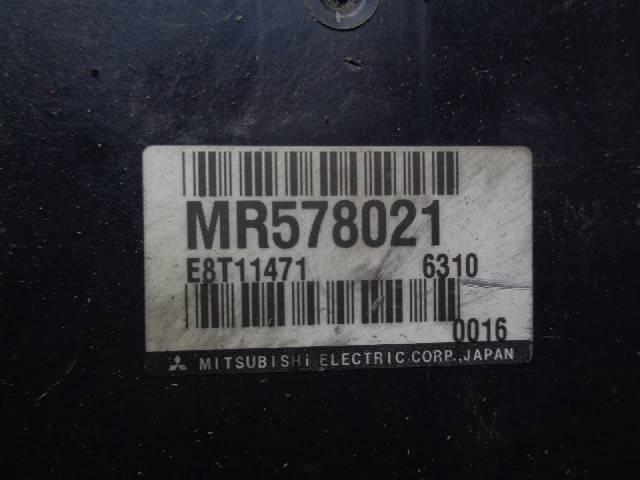 MR578021
E8T11471 6310
0016
MITSUBISHI ELECTRIC CORP., JAPAN